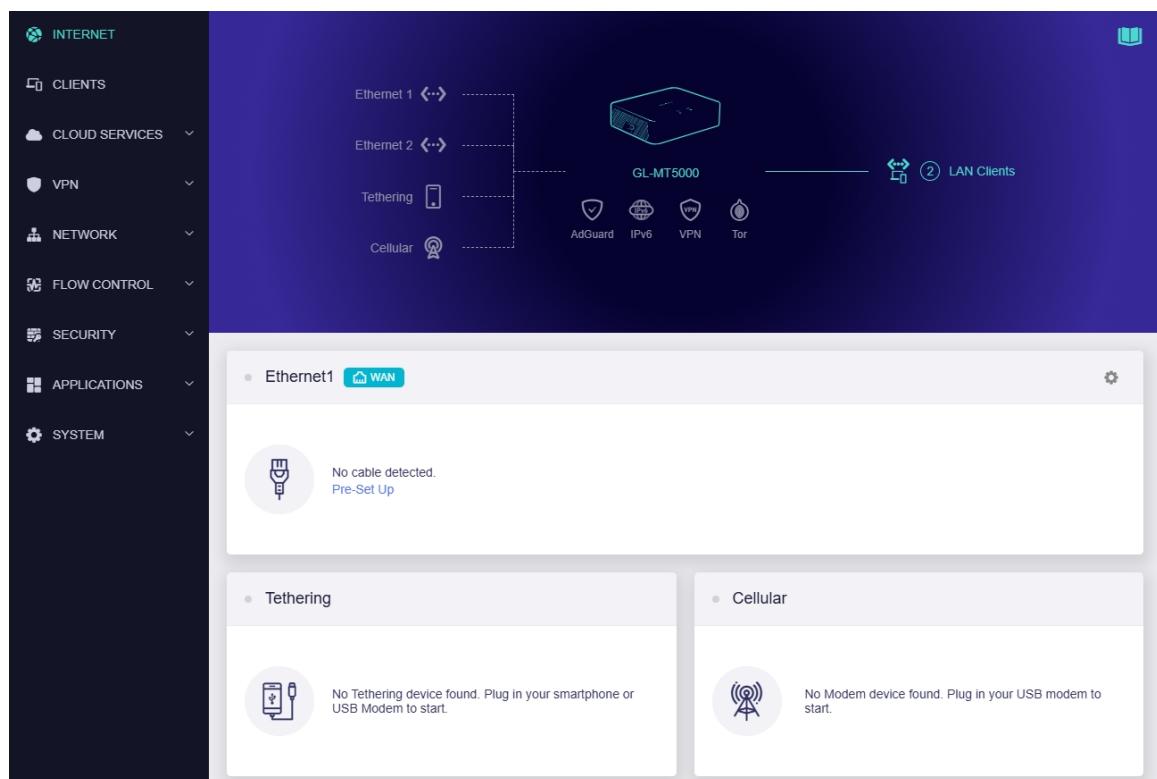 INTERNET
CLIENTS
CLOUD SERVICES
VPN
NETWORK
FLOW CONTROL
SECURITY
APPLICATIONS
SYSTEM
Ethernet 1
Ethernet 2
Tethering
Cellular
GL-MT5000
AdGuard IPv6 VPN Tor
2 LAN Clients
Ethernet1 WAN
No cable detected.
Pre-Set Up
Tethering
No Tethering device found. Plug in your smartphone or
USB Modem to start.
Cellular
No Modem device found. Plug in your USB modem to
start.